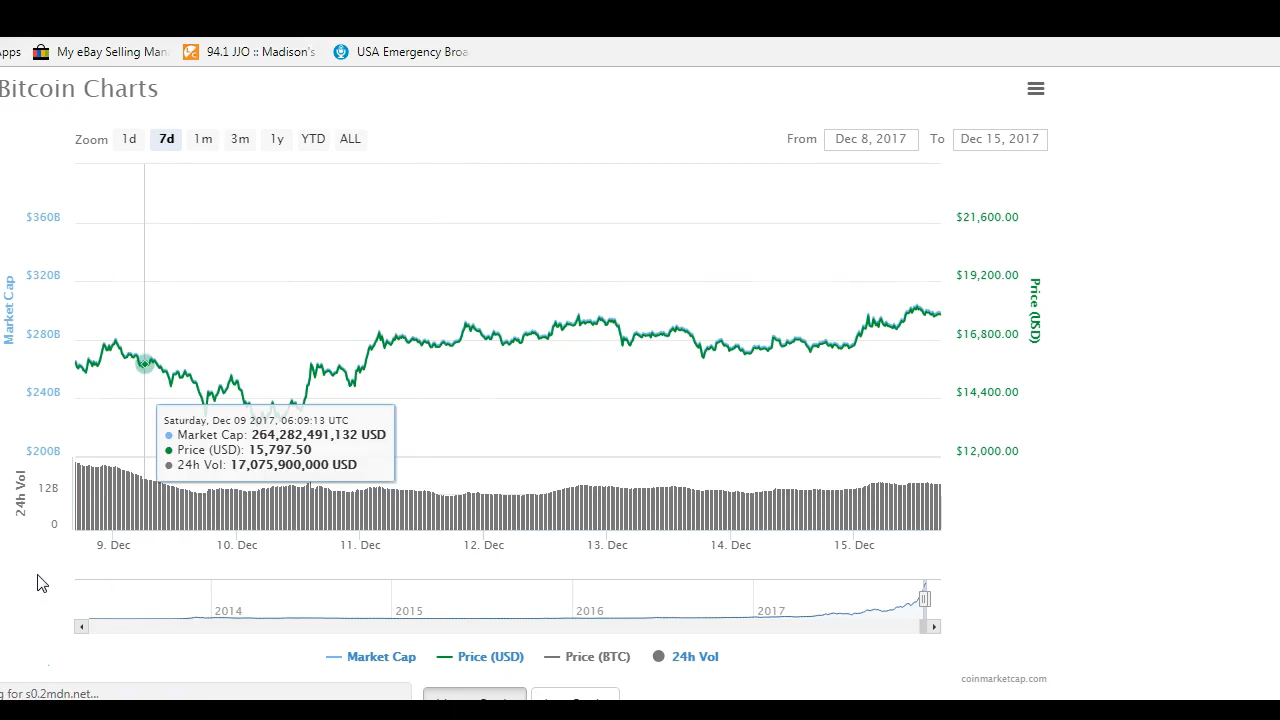 pps My eBay Selling Man 94.1 JJO :: Madison's USA Emergency Broa
Bitcoin Charts
Zoom 1d 7d 1m 3m 1y YTD ALL From Dec 8, 2017 To Dec 15, 2017
$360B $21,600.00
$320B $19,200.00
Market Cap
Price (USD)
$280B $16,800.00
$240B $14,400.00
Saturday, Dec 09 2017, 06:09:13 UTC
Market Cap: 264,282,491,132 USD
Price (USD): 15,797.50
24h Vol: 17,075,900,000 USD
$200B $12,000.00
24h Vol
12B
0
9. Dec 10. Dec 11. Dec 12. Dec 13. Dec 14. Dec 15. Dec
2014 2015 2016 2017
Market Cap Price (USD) Price (BTC) 24h Vol
coinmarketcap.com
g for s0.2mdn.net...